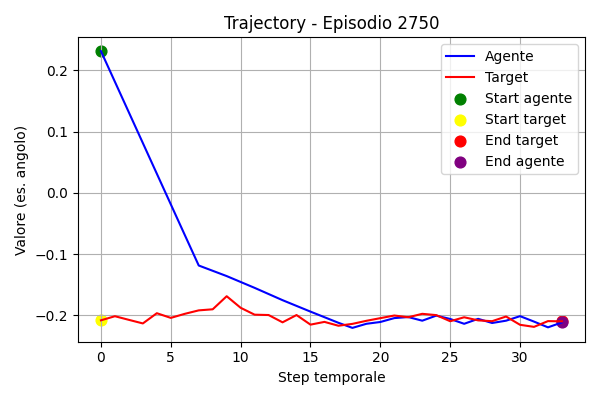 Trajectory - Episodio 2750
Agente
Target
Start agente
Start target
End target
End agente
Valore (es. angolo)
0.2
0.1
0.0
−0.1
−0.2
0 5 10 15 20 25 30
Step temporale